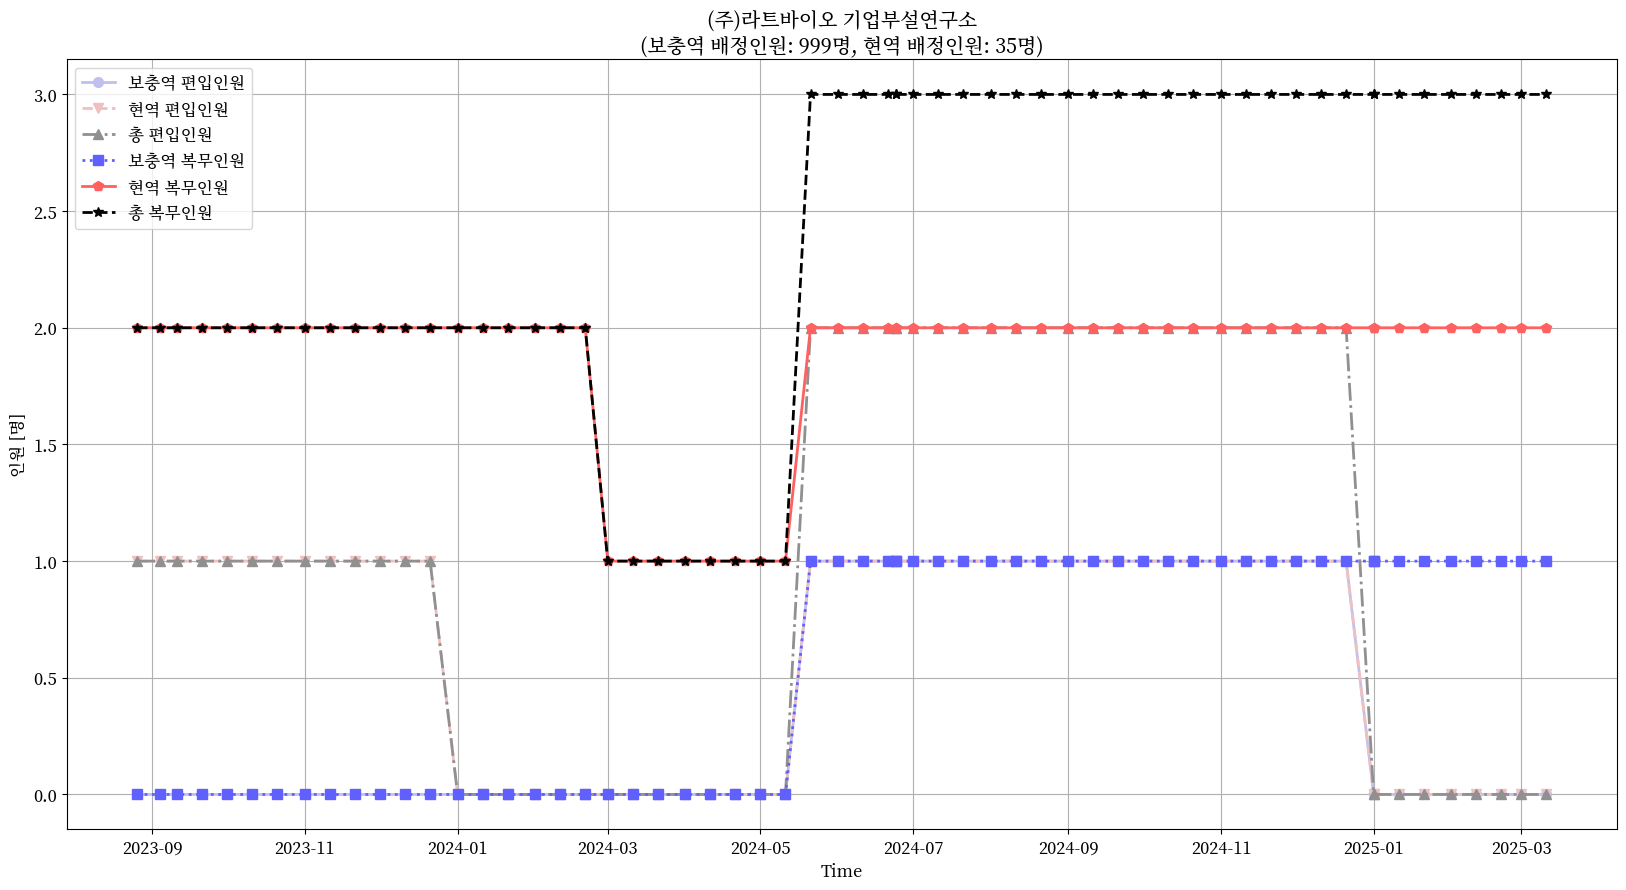 (주)라트바이오 기업부설연구소
(보충역 배정인원: 999명, 현역 배정인원: 35명)
보충역 편입인원
현역 편입인원
총 편입인원
보충역 복무인원
현역 복무인원
총 복무인원
3.0
2.5
2.0
1.5
1.0
0.5
0.0
인원 [명]
2023-09
2023-11
2024-01
2024-03
2024-05
2024-07
2024-09
2024-11
2025-01
2025-03
Time